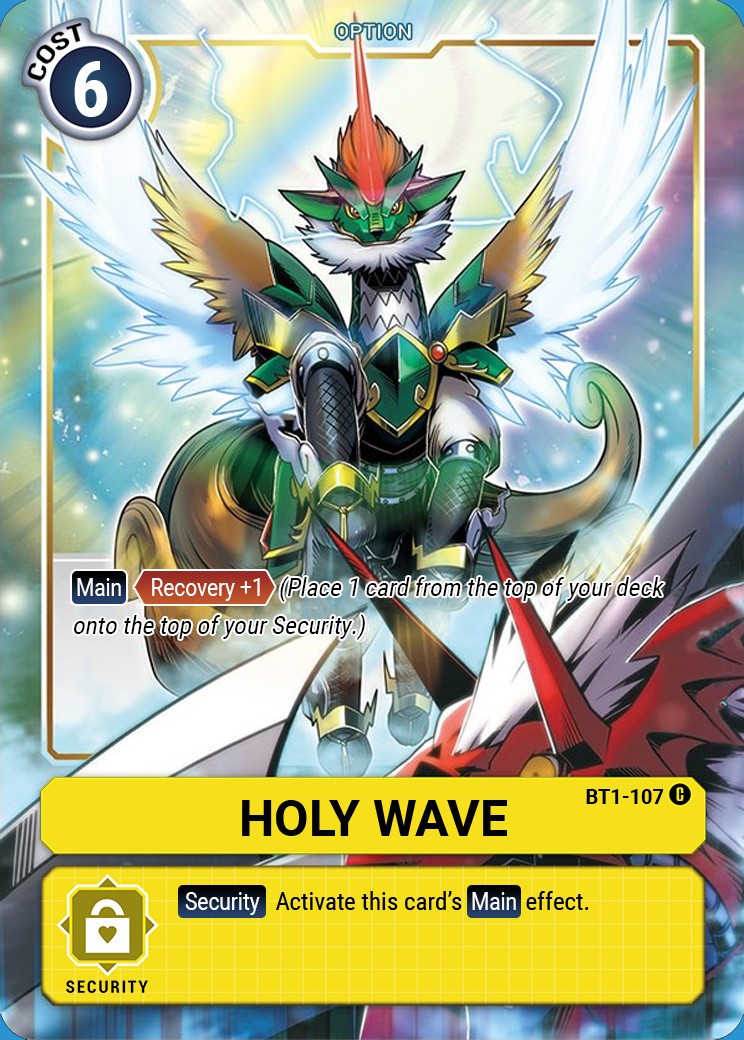 OPTION
COST
6
Main Recovery +1 (Place 1 card from the top of your deck
onto the top of your Security.)
BT1-107 C
HOLY WAVE
Security Activate this card's Main effect.
SECURITY